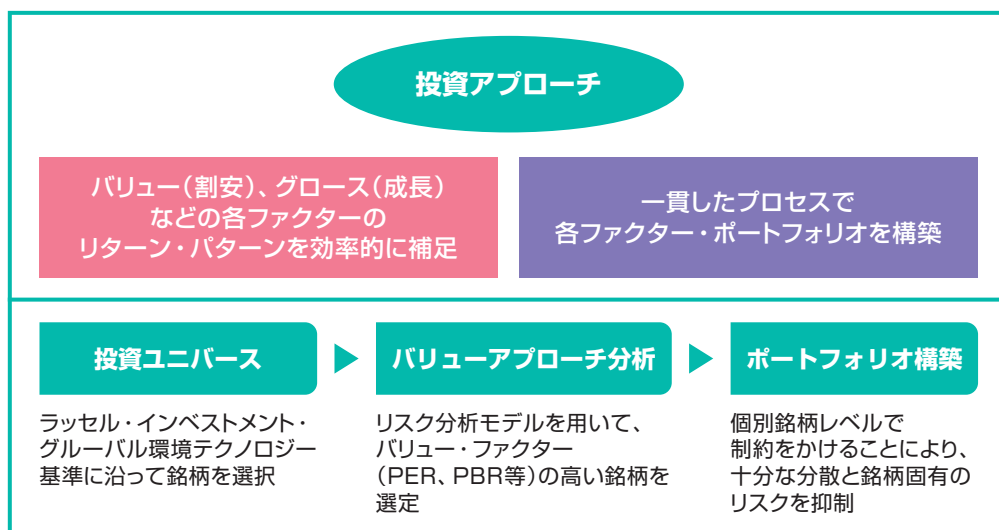 投資アプローチ
バリュー（割安）、グロース（成長）
などの各ファクターの
リターン・パターンを効率的に補足
一貫したプロセスで
各ファクター・ポートフォリオを構築
投資ユニバース
ラッセル・インベストメント・
グルーバル環境テクノロジー
基準に沿って銘柄を選択
バリューアプローチ分析
リスク分析モデルを用いて、
バリュー・ファクター
（PER、PBR等）の高い銘柄を
選定
ポートフォリオ構築
個別銘柄レベルで
制約をかけることにより、
十分な分散と銘柄固有の
リスクを抑制